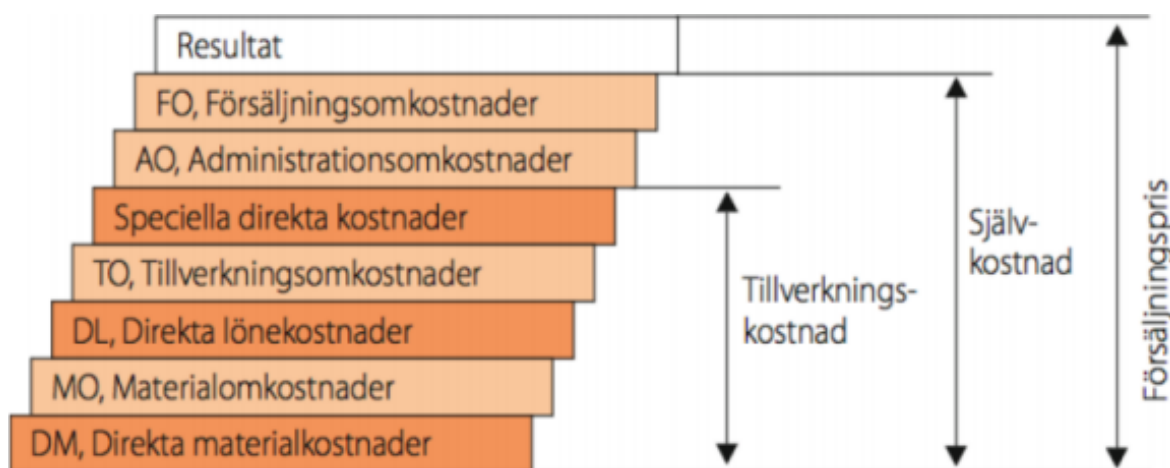 Resultat
FO, Försäljningsomkostnader
AO, Administrationsomkostnader
Speciella direkta kostnader
TO, Tillverkningsomkostnader
DL, Direkta lönekostnader
MO, Materialomkostnader
DM, Direkta materialkostnader
Tillverknings-
kostnad
Själv-
kostnad
Försäljningspris